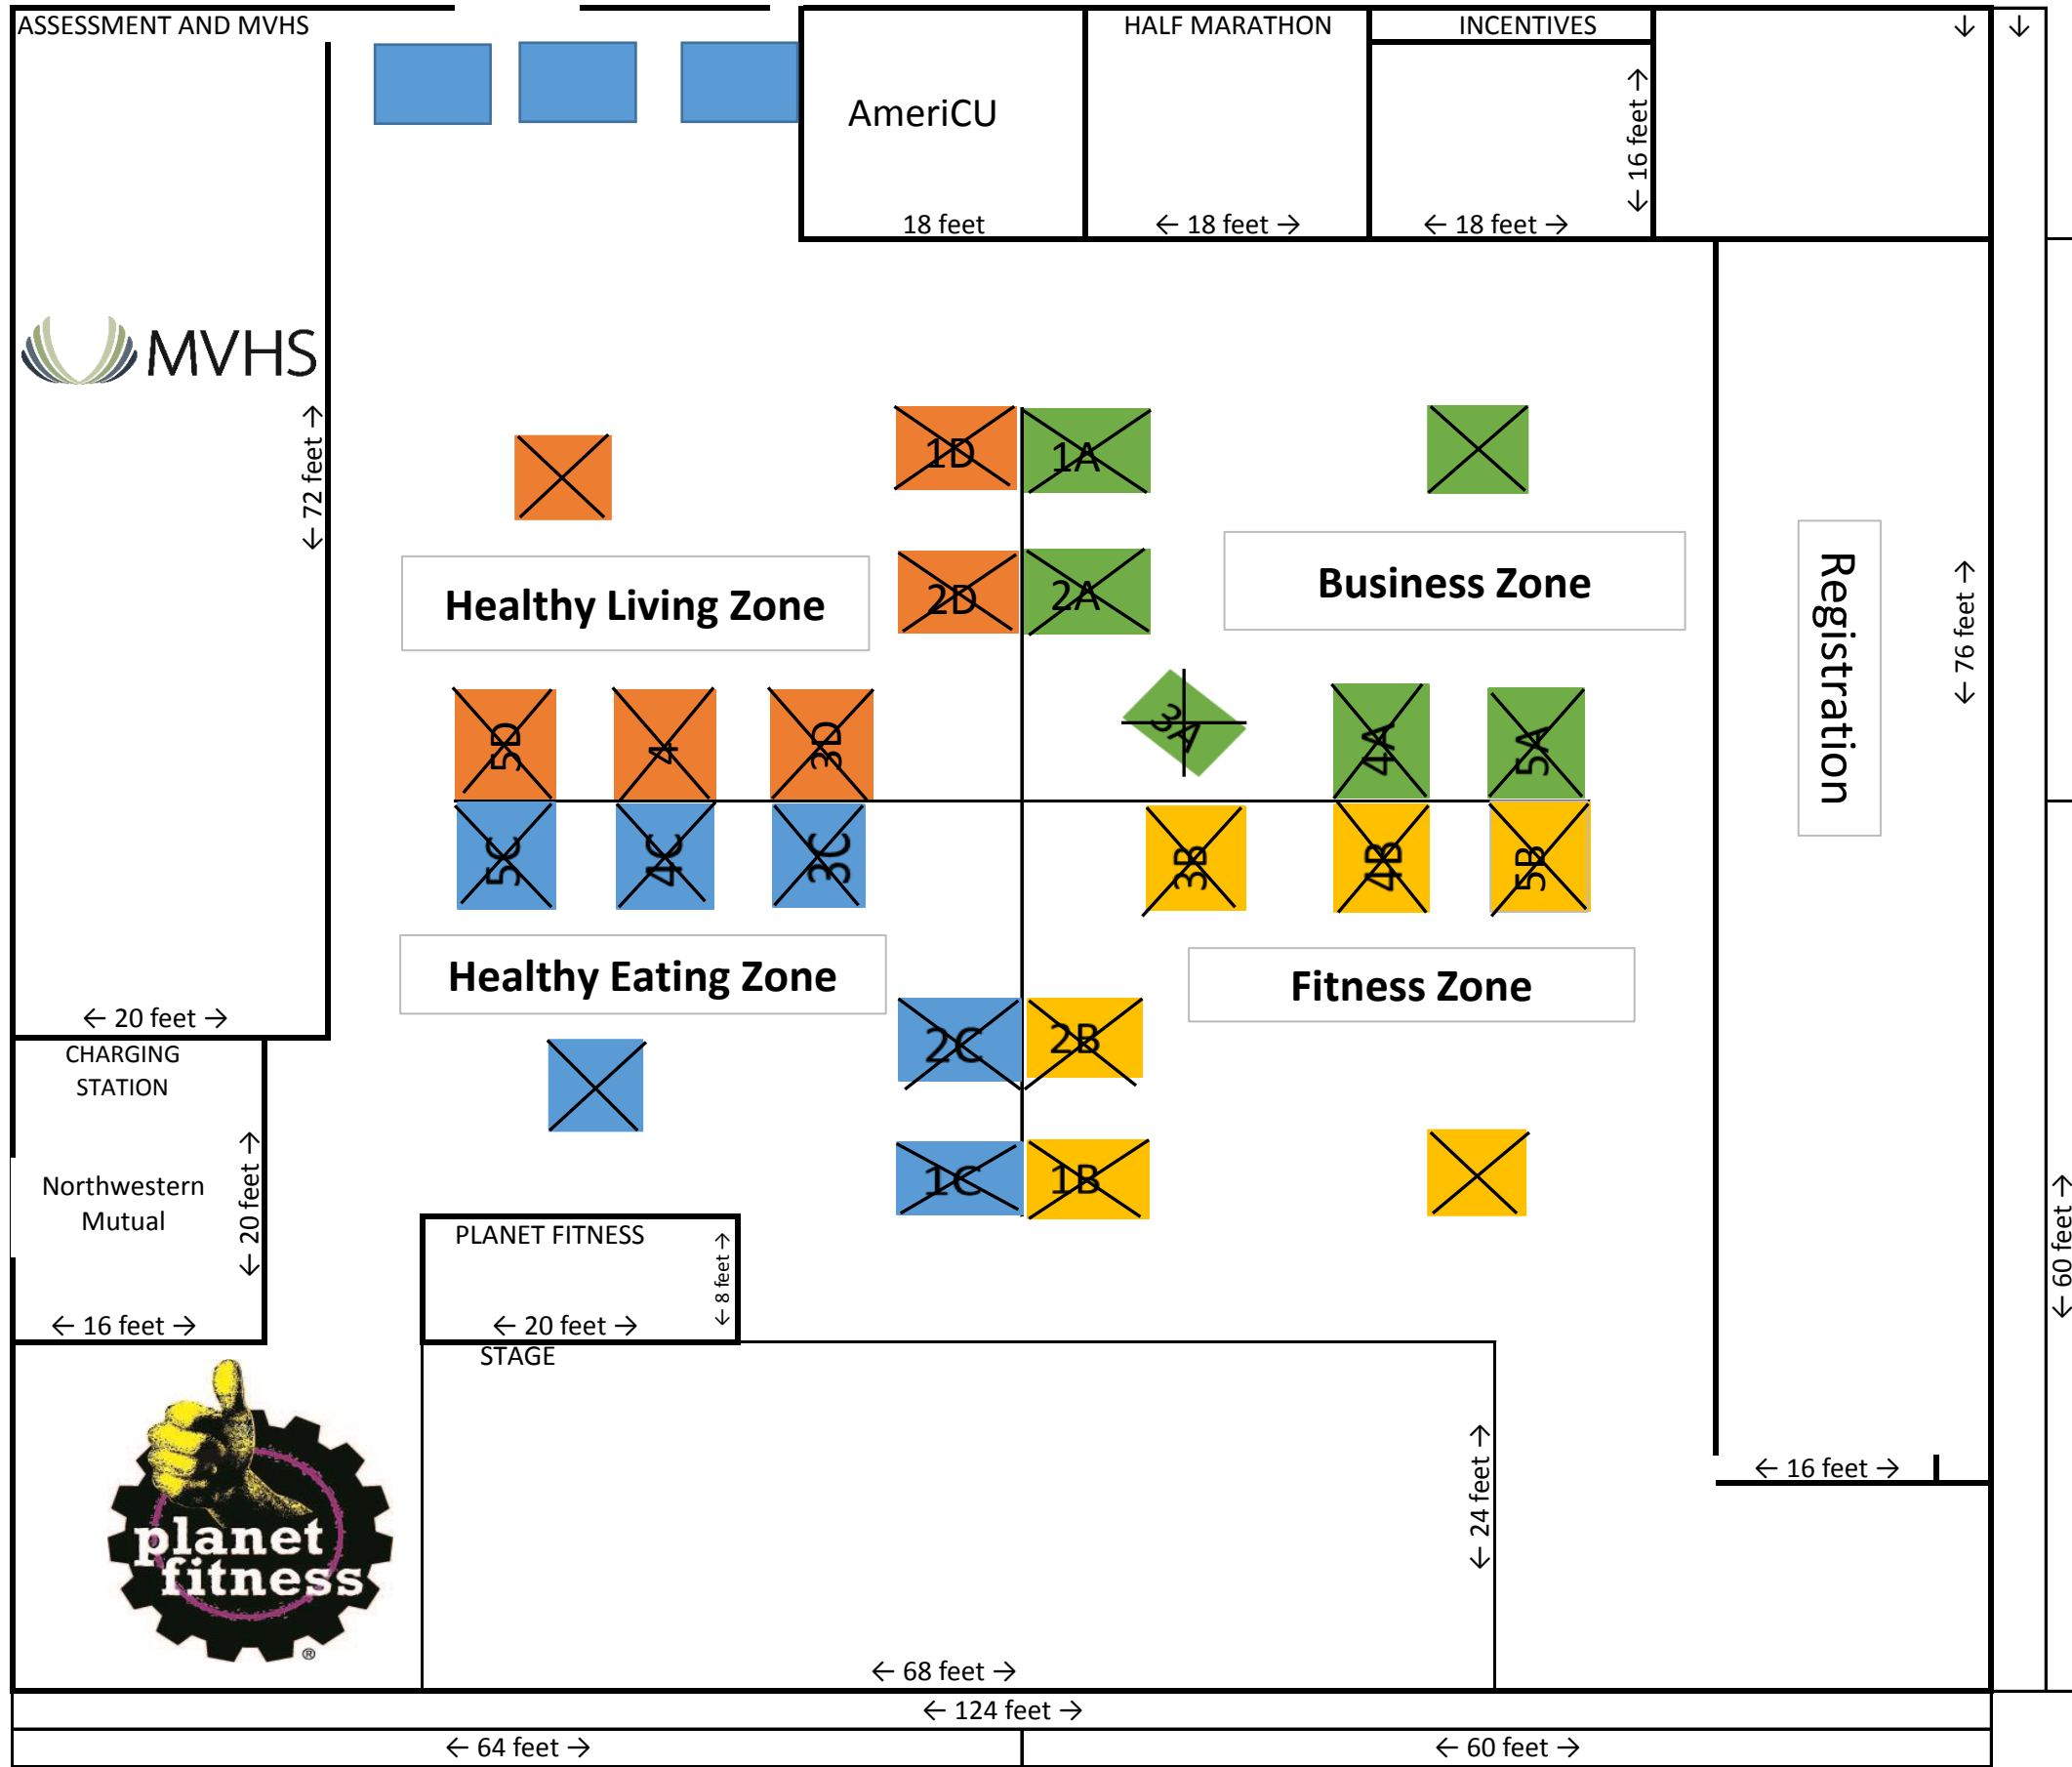 ASSESSMENT AND MVHS
HALF MARATHON
INCENTIVES
↓ ↓
AmeriCU
← 16 feet →
18 feet
← 18 feet →
← 18 feet →
MVHS
← 72 feet →
1D
1A
2D
2A
Healthy Living Zone
Business Zone
Registration
← 76 feet →
5D
4
3D
3A
4A
5A
5C
4C
3C
3B
4B
5B
Healthy Eating Zone
Fitness Zone
← 20 feet →
2C
2B
CHARGING
STATION
Northwestern
Mutual
← 20 feet →
← 16 feet →
1C
1B
← 60 feet →
PLANET FITNESS
← 8 feet →
← 20 feet →
STAGE
planet
fitness
®
← 24 feet →
← 16 feet →
← 68 feet →
← 124 feet →
← 64 feet →
← 60 feet →